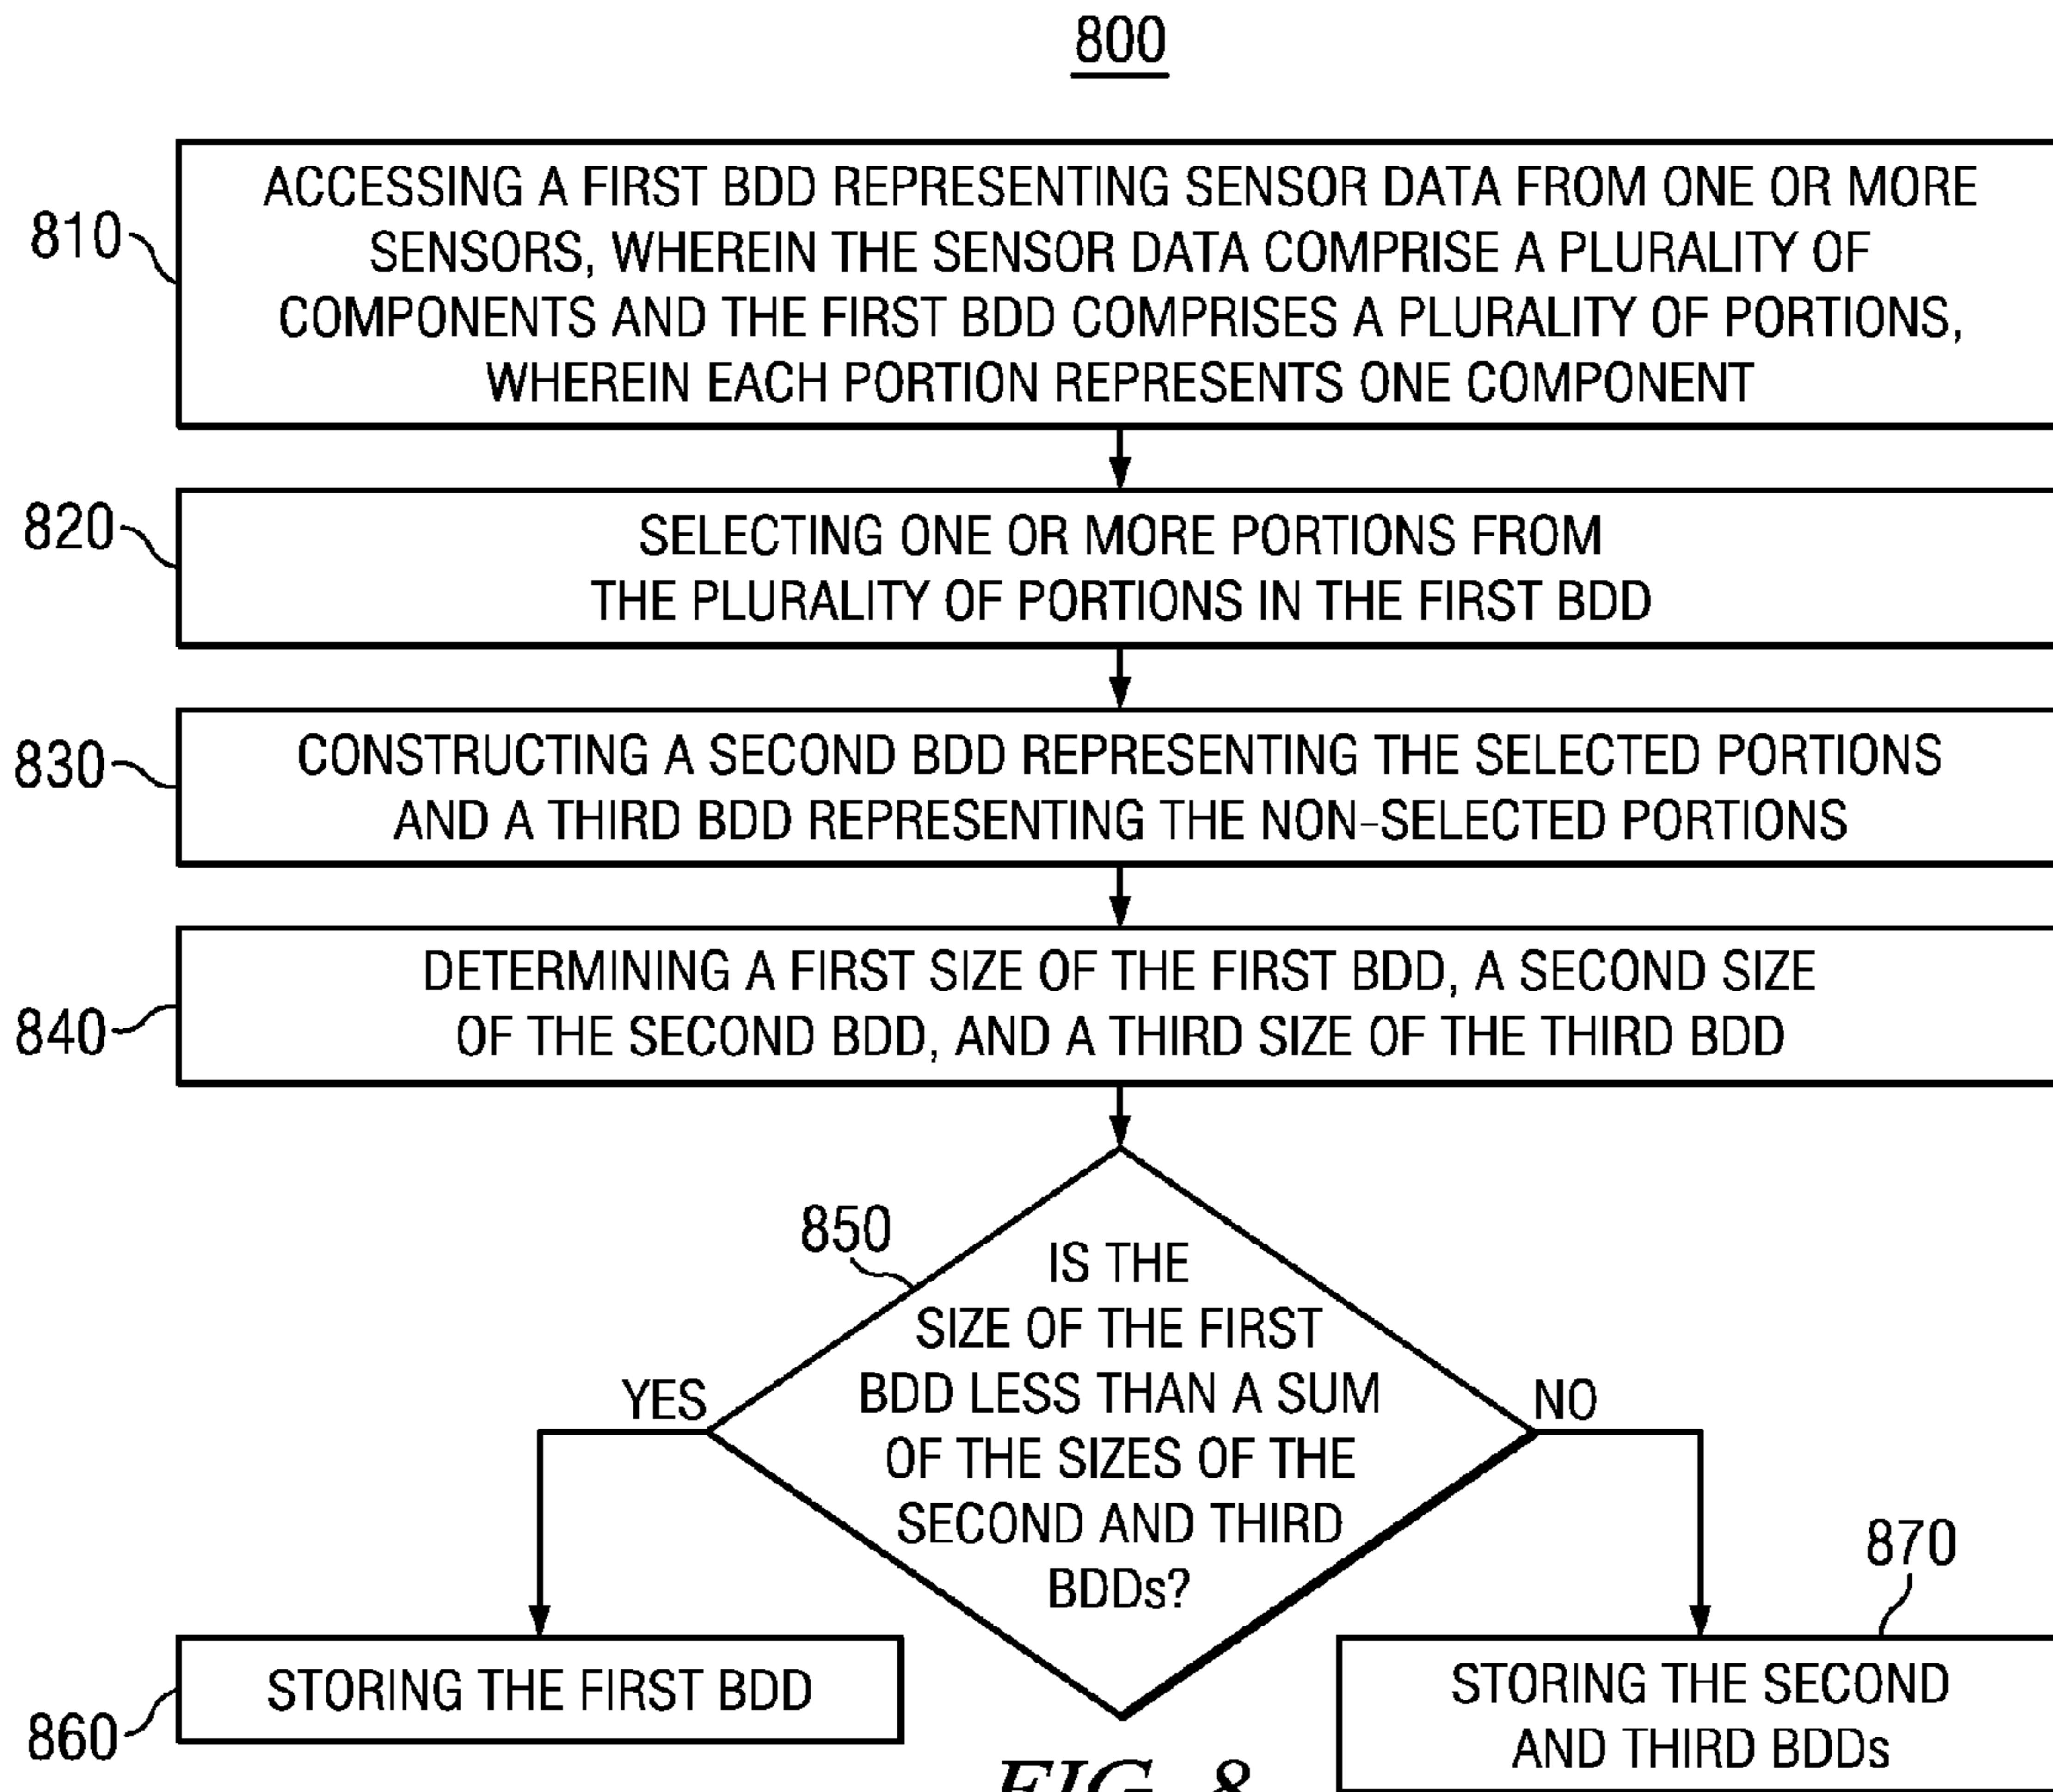 800
810
ACCESSING A FIRST BDD REPRESENTING SENSOR DATA FROM ONE OR MORE
SENSORS, WHEREIN THE SENSOR DATA COMPRISE A PLURALITY OF
COMPONENTS AND THE FIRST BDD COMPRISES A PLURALITY OF PORTIONS,
WHEREIN EACH PORTION REPRESENTS ONE COMPONENT
820
SELECTING ONE OR MORE PORTIONS FROM
THE PLURALITY OF PORTIONS IN THE FIRST BDD
830
CONSTRUCTING A SECOND BDD REPRESENTING THE SELECTED PORTIONS
AND A THIRD BDD REPRESENTING THE NON-SELECTED PORTIONS
840
DETERMINING A FIRST SIZE OF THE FIRST BDD, A SECOND SIZE
OF THE SECOND BDD, AND A THIRD SIZE OF THE THIRD BDD
850
IS THE
SIZE OF THE FIRST
BDD LESS THAN A SUM
OF THE SIZES OF THE
SECOND AND THIRD
BDDs?
YES
NO
860
STORING THE FIRST BDD
870
STORING THE SECOND
AND THIRD BDDs
FIG. 8